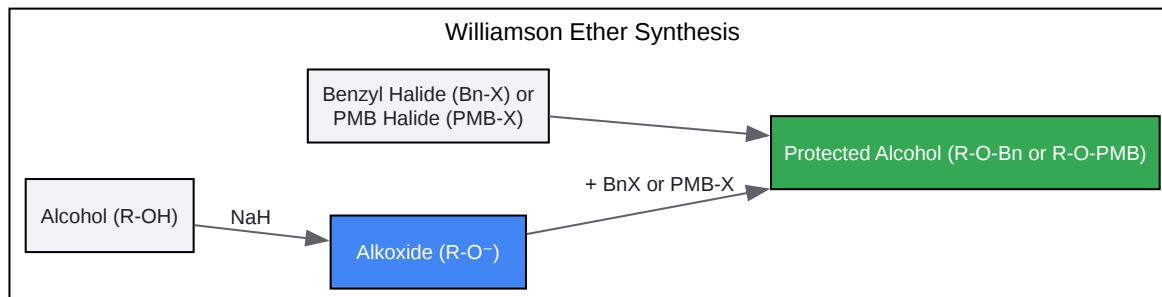 Williamson Ether Synthesis
Benzyl Halide (Bn-X) or
PMB Halide (PMB-X)
Protected Alcohol (R-O-Bn or R-O-PMB)
+ BnX or PMB-X
Alcohol (R-OH)
NaH
Alkoxide (R-O⁻)